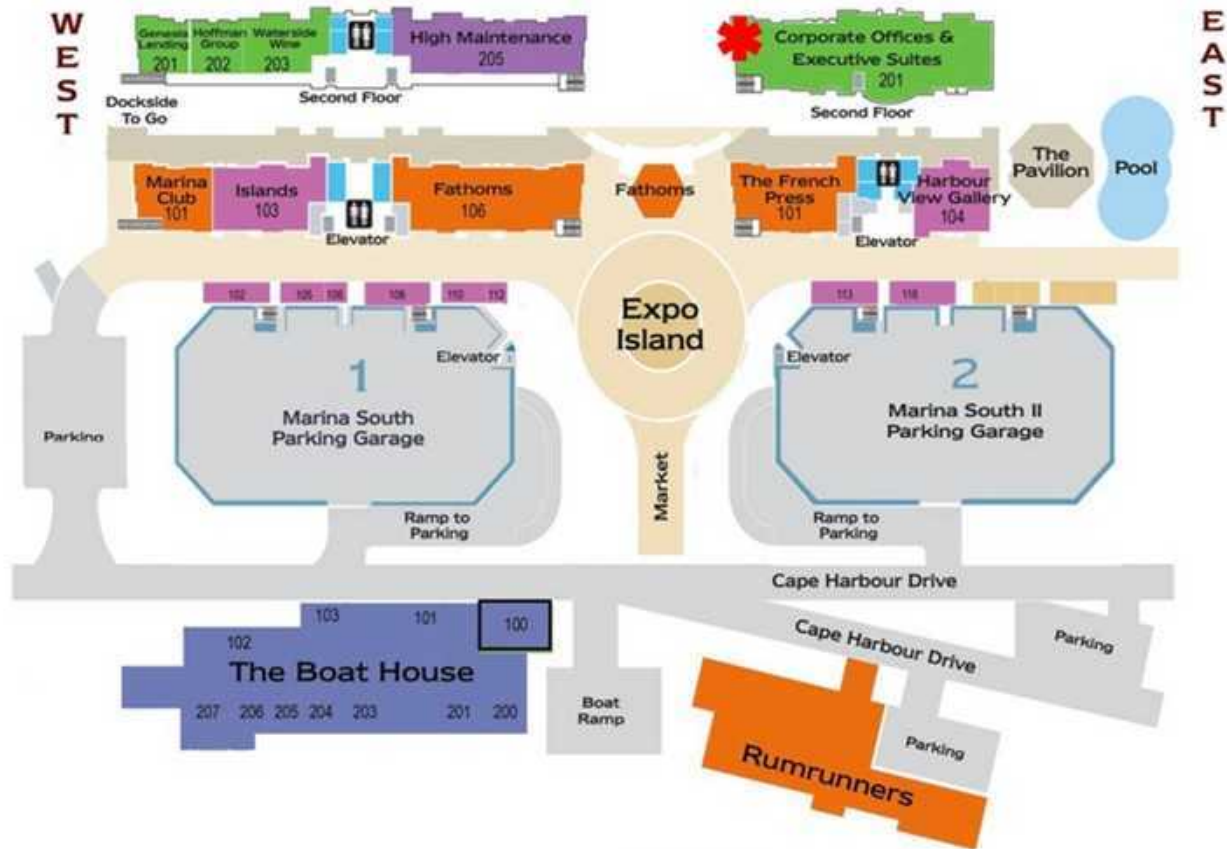 WEST
EAST
Genesis
Lending
201
Hoffman
Group
202
Waterside
Wine
203
High Maintenance
205
Corporate Offices &
Executive Suites
201
Second Floor
Second Floor
Dockside
To Go
Marina
Club
101
Islands
103
Fathoms
106
Fathoms
The French
Press
101
Harbour
View Gallery
104
The
Pavilion
Pool
Elevator
Elevator
102
105
106
108
110
112
113
118
Expo
Island
Elevator
Elevator
1
Marina South
Parking Garage
2
Marina South II
Parking Garage
Parkino
Market
Ramp to
Parking
Ramp to
Parking
Cape Harbour Drive
Cape Harbour Drive
Parking
103
101
100
102
The Boat House
207
206
205
204
203
201
200
Boat
Ramp
Parking
Rumrunners